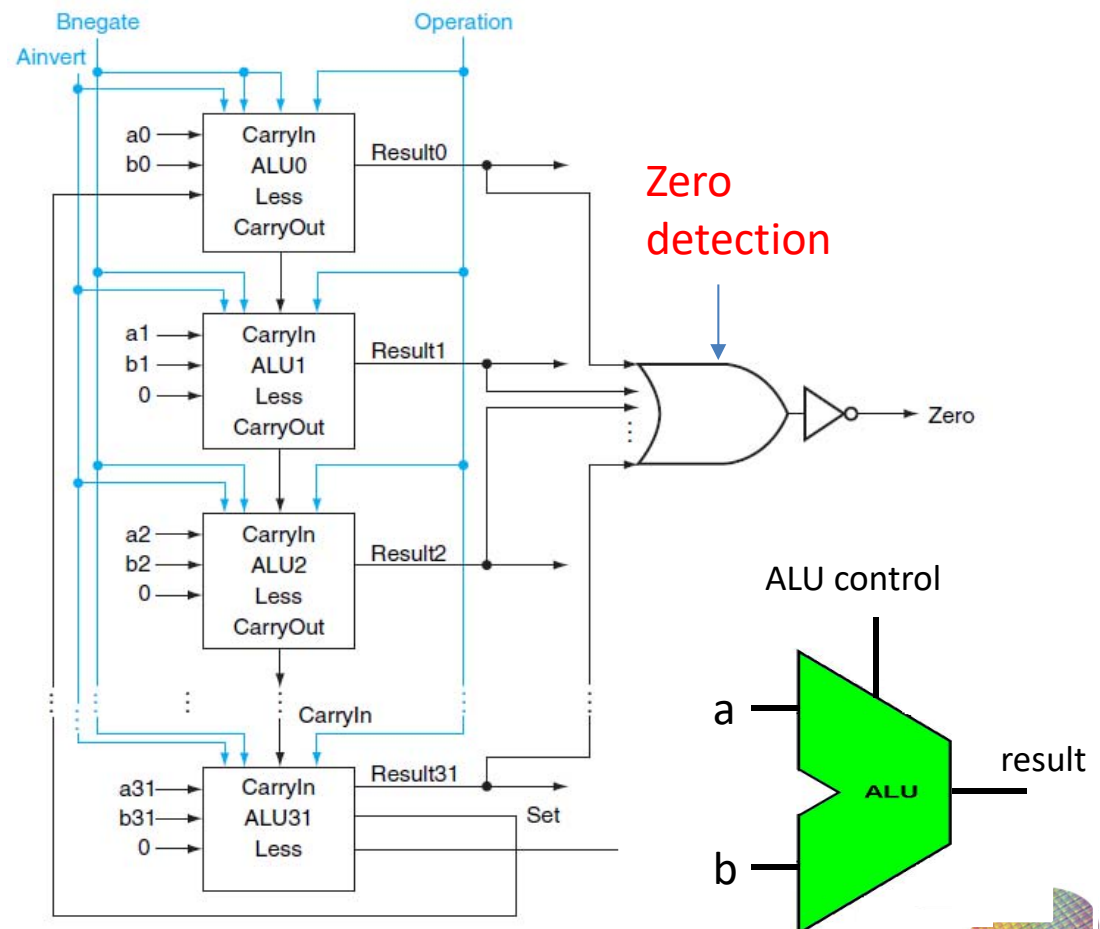 Bnegate
Operation
Ainvert
a0
b0
CarryIn
ALU0
Less
CarryOut
Result0
Zero
detection
a1
b1
0
CarryIn
ALU1
Less
CarryOut
Result1
Zero
a2
b2
0
CarryIn
ALU2
Less
CarryOut
Result2
ALU control
CarryIn
a31
b31
0
CarryIn
ALU31
Less
Result31
Set
a
b
ALU
result